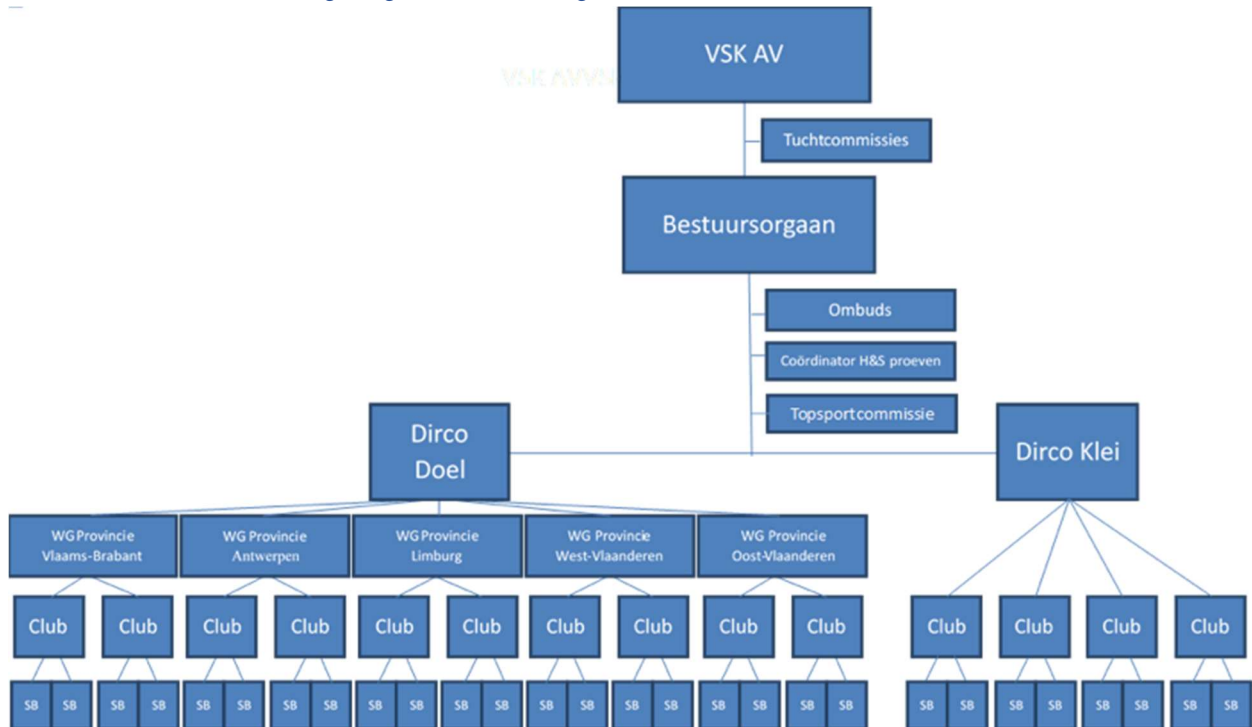 VSK AV
Tuchtcommissies
Bestuursorgaan
Ombuds
Coördinator H&S proeven
Topsportcommissie
Dirco
Doel
Dirco Klei
WG Provincie
Vlaams-Brabant
WG Provincie
Antwerpen
WG Provincie
Limburg
WG Provincie
West-Vlaanderen
WG Provincie
Oost-Vlaanderen
Club Club Club Club Club Club Club Club Club Club Club Club Club Club
SB SB SB SB SB SB SB SB SB SB SB SB SB SB SB SB SB SB SB SB SB SB SB SB SB SB SB SB